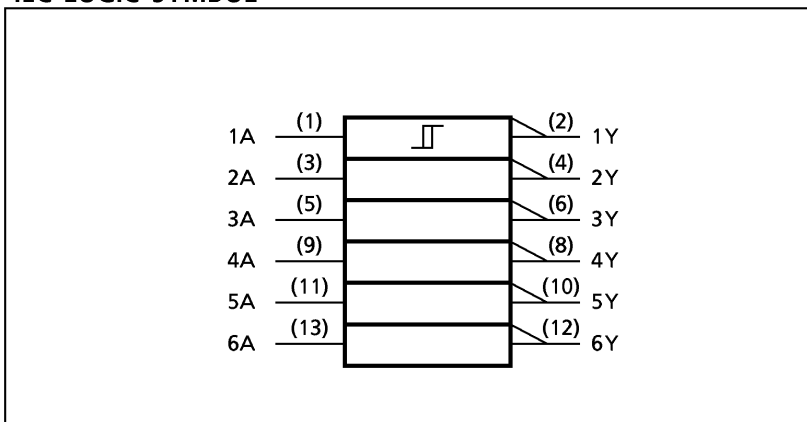 IEC LOGIC SYMBOL
1A (1) (2) 1Y
2A (3) (4) 2Y
3A (5) (6) 3Y
4A (9) (8) 4Y
5A (11) (10) 5Y
6A (13) (12) 6Y